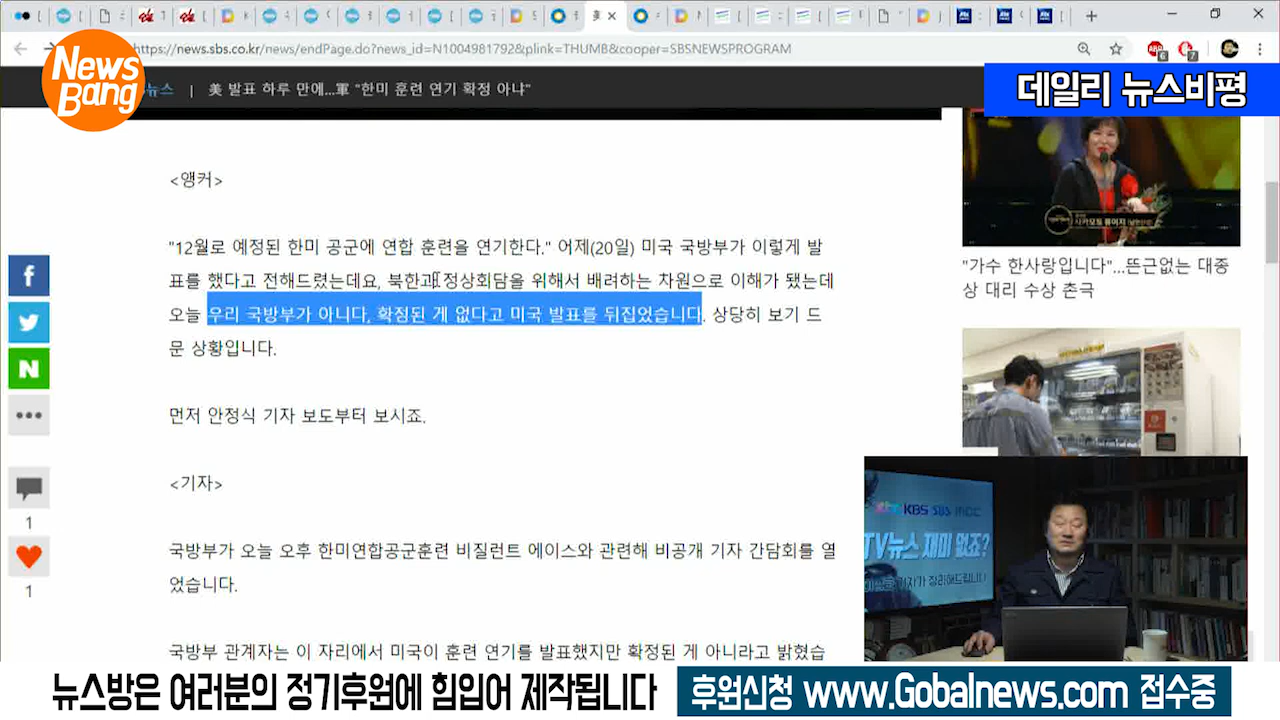 https://news.sbs.co.kr/news/endPage.do?news_id=N1004981792&plink=THUMB&cooper=SBSNEWSPROGRAM
News
Bang
뉴스 | 美 발표 하루 만에...軍 "한미 훈련 연기 확정 아냐"
데일리 뉴스비평
<앵커>
"12월로 예정된 한미 공군에 연합 훈련을 연기한다." 어제(20일) 미국 국방부가 이렇게 발
표를 했다고 전해드렸는데요, 북한과 정상회담을 위해서 배려하는 차원으로 이해가 됐는데
오늘 우리 국방부가 아니다, 확정된 게 없다고 미국 발표를 뒤집었습니다. 상당히 보기 드
문 상황입니다.
먼저 안정식 기자 보도부터 보시죠.
<기자>
국방부가 오늘 오후 한미연합공군훈련 비질런트 에이스와 관련해 비공개 기자 간담회를 열
었습니다.
국방부 관계자는 이 자리에서 미국이 훈련 연기를 발표했지만 확정된 게 아니라고 밝혔습
1
1
"가수 한사랑입니다"...뜬근없는 대종
상 대리 수상 촌극
KBS SBS MBC
TV뉴스 재미 없죠?
기자가 정리해드립니다
뉴스방은 여러분의 정기후원에 힘입어 제작됩니다
후원신청 www.Gobalnews.com 접수중